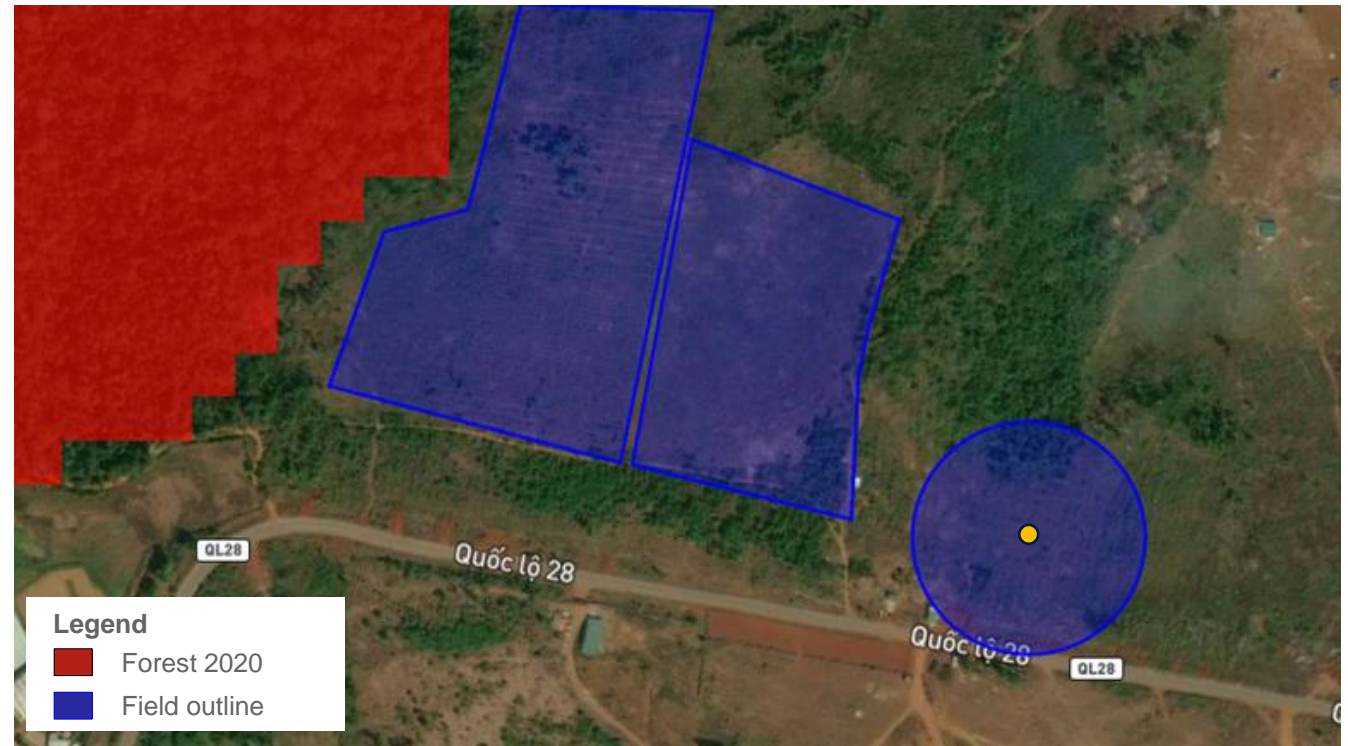 QL28
Quốc lộ 28
Quốc lộ 28
QL28
Legend
Forest 2020
Field outline